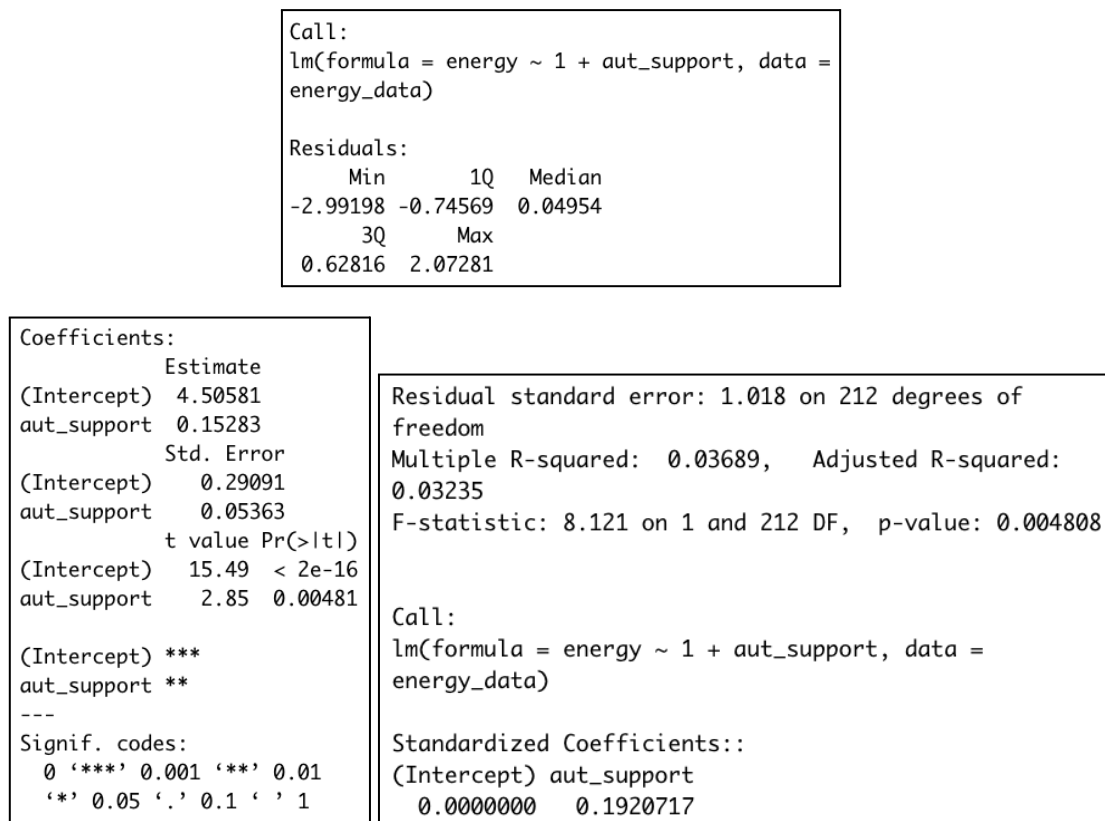 Call:
lm(formula = energy ~ 1 + aut_support, data =
energy_data)
Residuals:
Min 1Q Median
-2.99198 -0.74569 0.04954
3Q Max
0.62816 2.07281
Coefficients:
Estimate
(Intercept) 4.50581
aut_support 0.15283
Std. Error
(Intercept) 0.29091
aut_support 0.05363
t value Pr(>|t|)
(Intercept) 15.49 < 2e-16
aut_support 2.85 0.00481
(Intercept) ***
aut_support **
---
Signif. codes:
0 ‘***’ 0.001 ‘**’ 0.01
‘*’ 0.05 ‘.’ 0.1 ‘ ’ 1
Residual standard error: 1.018 on 212 degrees of
freedom
Multiple R-squared: 0.03689, Adjusted R-squared:
0.03235
F-statistic: 8.121 on 1 and 212 DF, p-value: 0.004808
Call:
lm(formula = energy ~ 1 + aut_support, data =
energy_data)
Standardized Coefficients::
(Intercept) aut_support
0.0000000 0.1920717